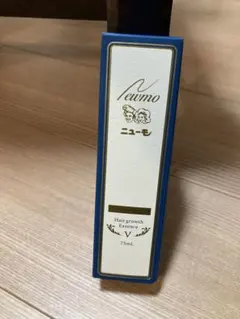 Newmo
ニューモ
Hair growth
Essence
V
75mL